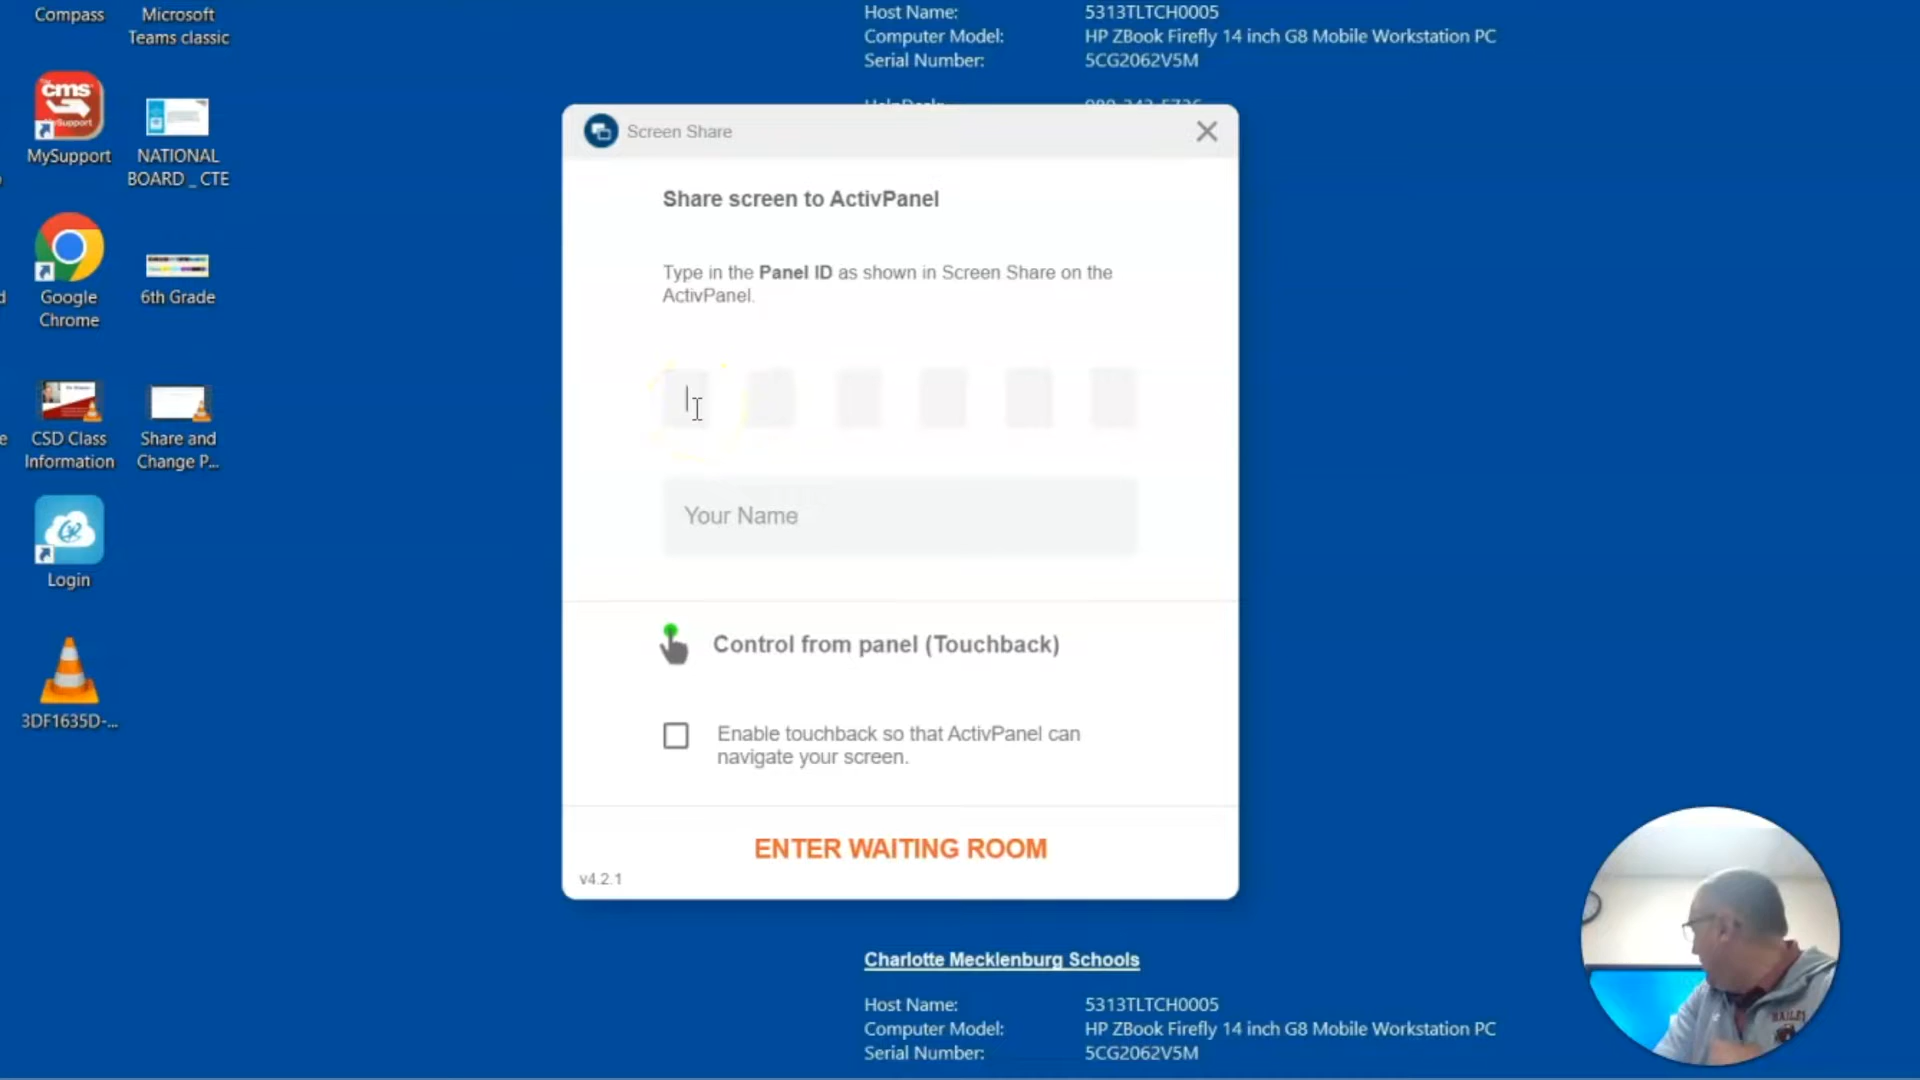 Compass
Microsoft
Teams classic
Host Name: 5313TLTCH0005
Computer Model: HP ZBook Firefly 14 inch G8 Mobile Workstation PC
Serial Number: 5CG2062V5M
Screen Share
cms
MySupport
MySupport
NATIONAL
BOARD _ CTE
Share screen to ActivPanel
Type in the Panel ID as shown in Screen Share on the
ActivPanel.
Google
Chrome
6th Grade
CSD Class
Information
Share and
Change P...
Your Name
Login
Control from panel (Touchback)
3DF1635D-...
Enable touchback so that ActivPanel can
navigate your screen.
ENTER WAITING ROOM
v4.2.1
Charlotte Mecklenburg Schools
Host Name: 5313TLTCH0005
Computer Model: HP ZBook Firefly 14 inch G8 Mobile Workstation PC
Serial Number: 5CG2062V5M